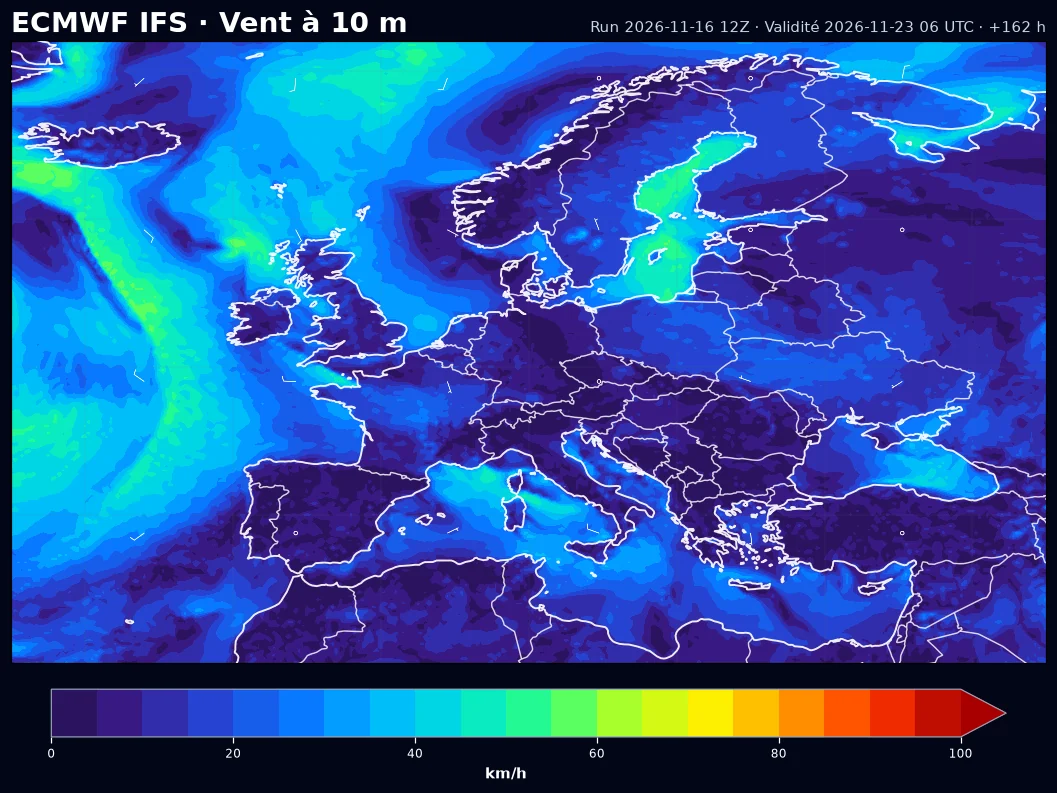 ECMWF IFS · Vent à 10 m
Run 2026-11-16 12Z · Validité 2026-11-23 06 UTC · +162 h
0 20 40 60 80 100
km/h